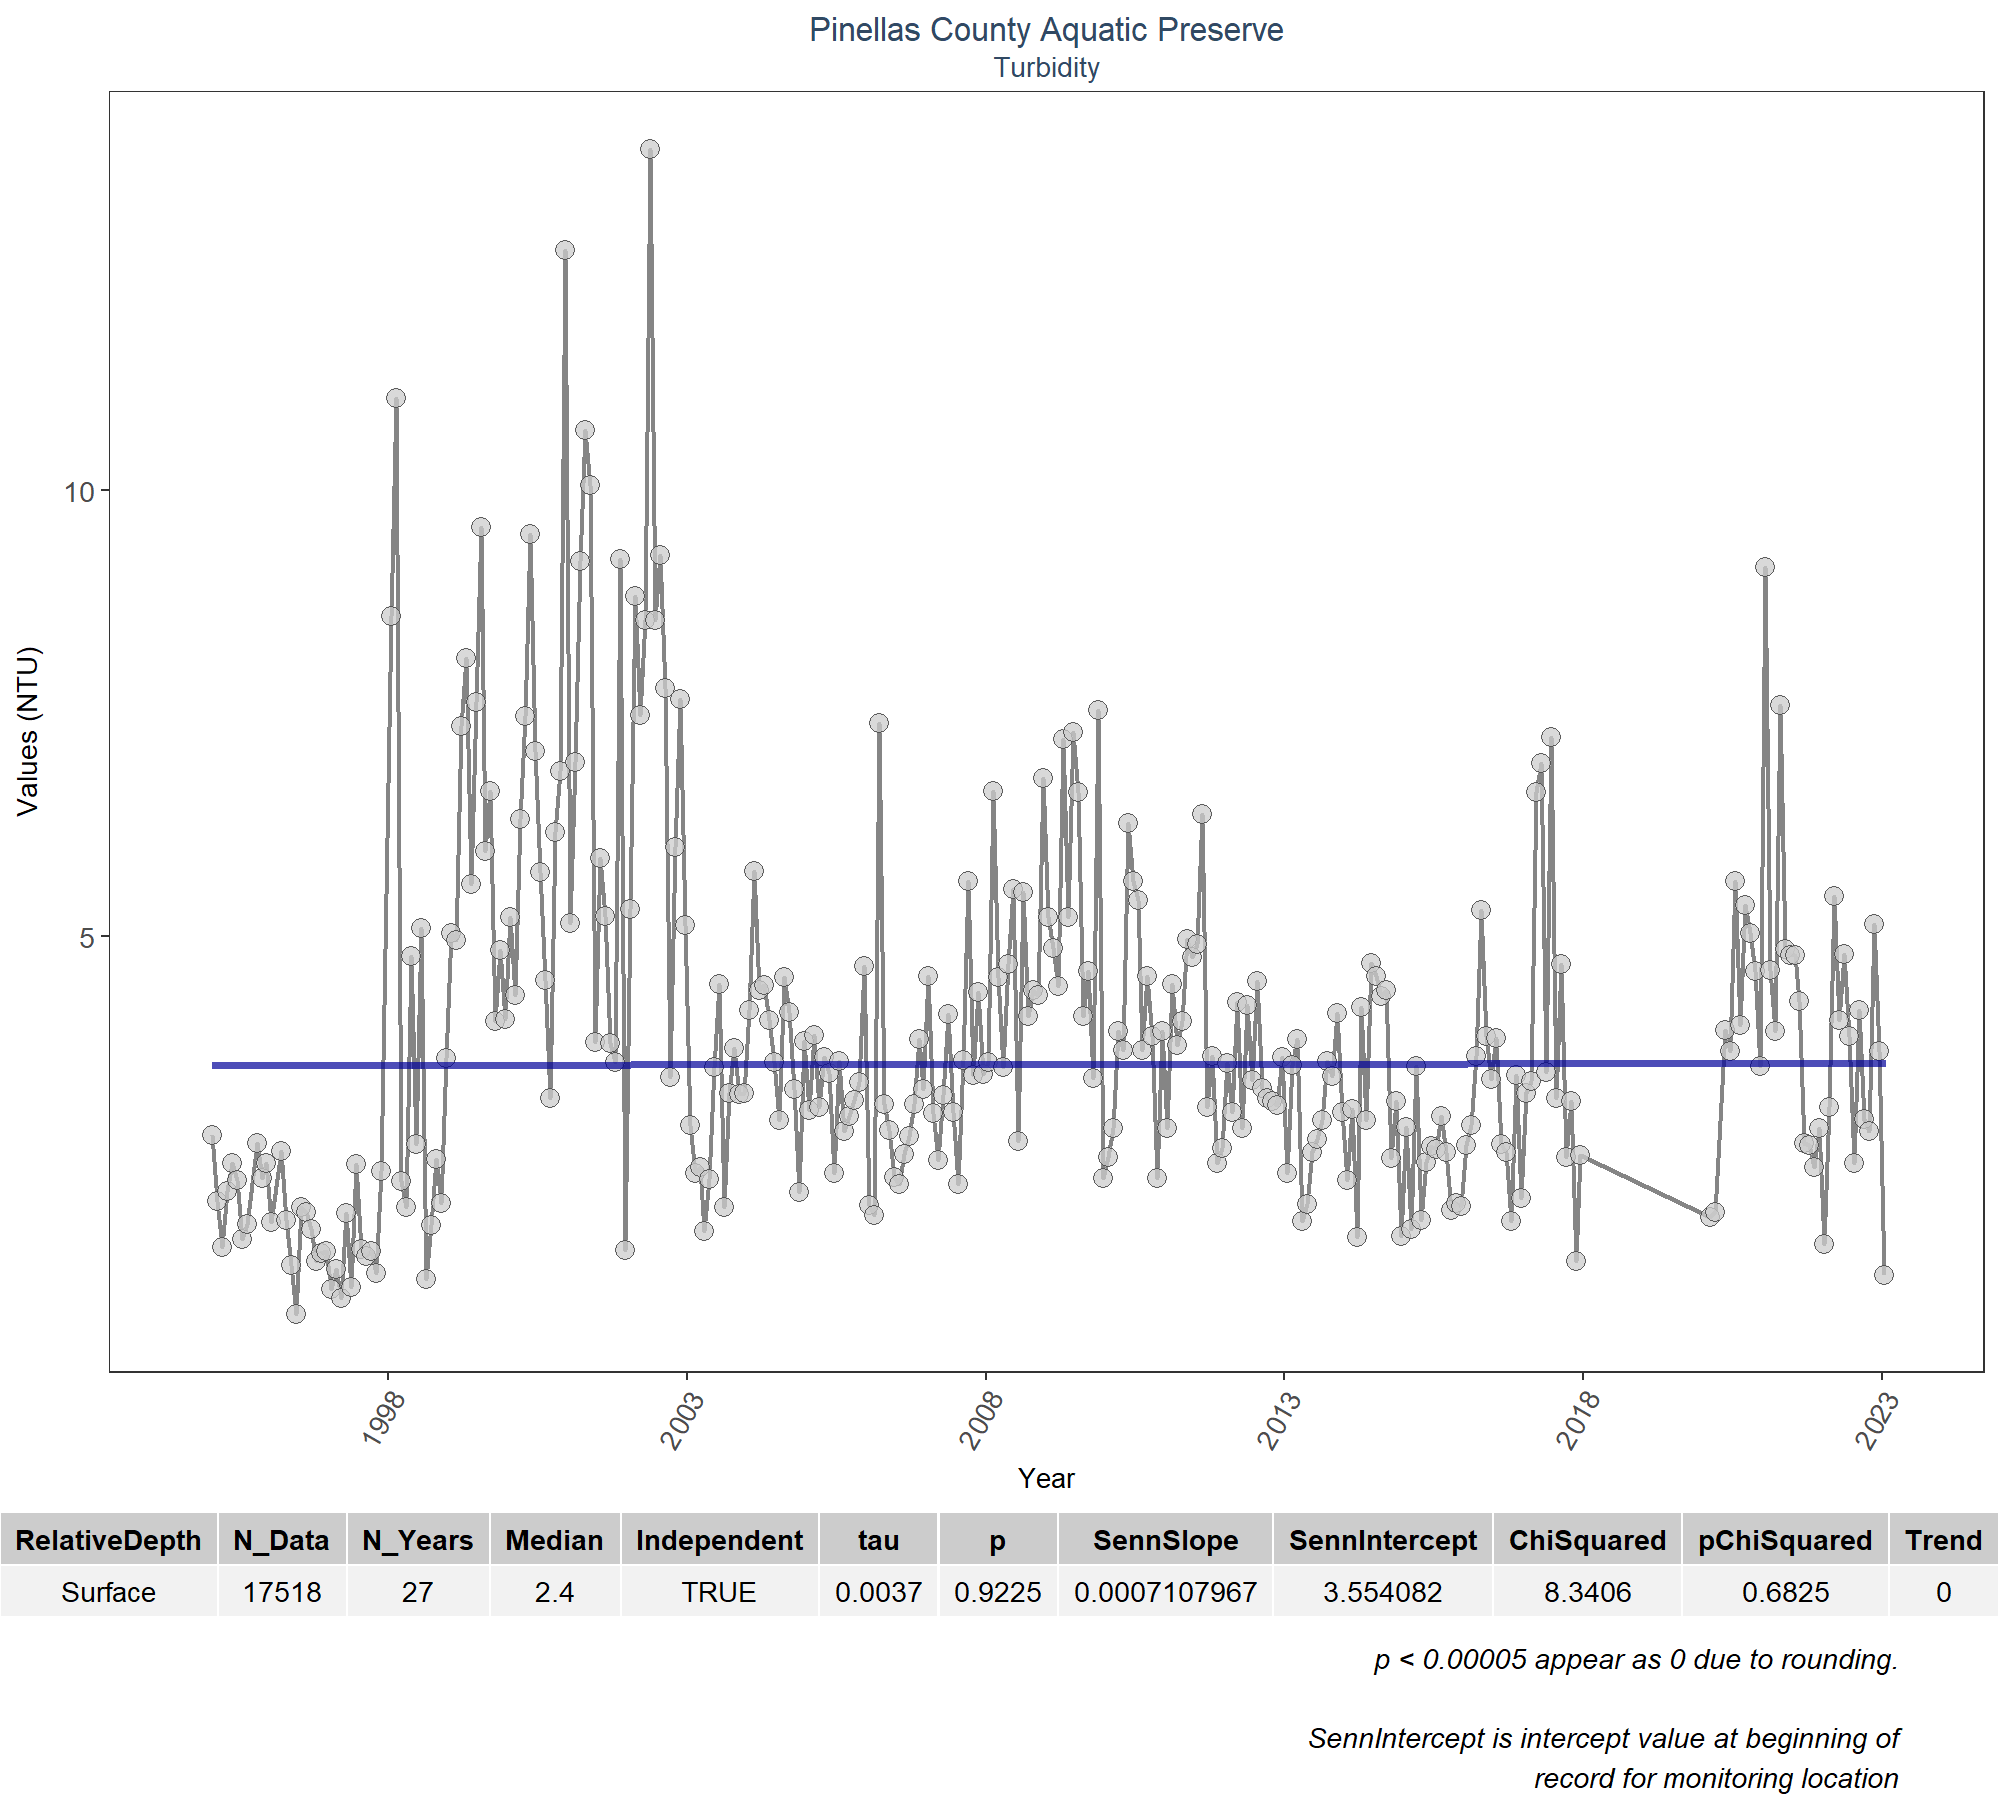 Pinellas County Aquatic Preserve
Turbidity
Values (NTU)
10
5
1998 2003 2008 2013 2018 2023
Year
RelativeDepth N_Data N_Years Median Independent tau p SennSlope SennIntercept ChiSquared pChiSquared Trend
Surface 17518 27 2.4 TRUE 0.0037 0.9225 0.0007107967 3.554082 8.3406 0.6825 0
p < 0.00005 appear as 0 due to rounding.
SennIntercept is intercept value at beginning of
record for monitoring location